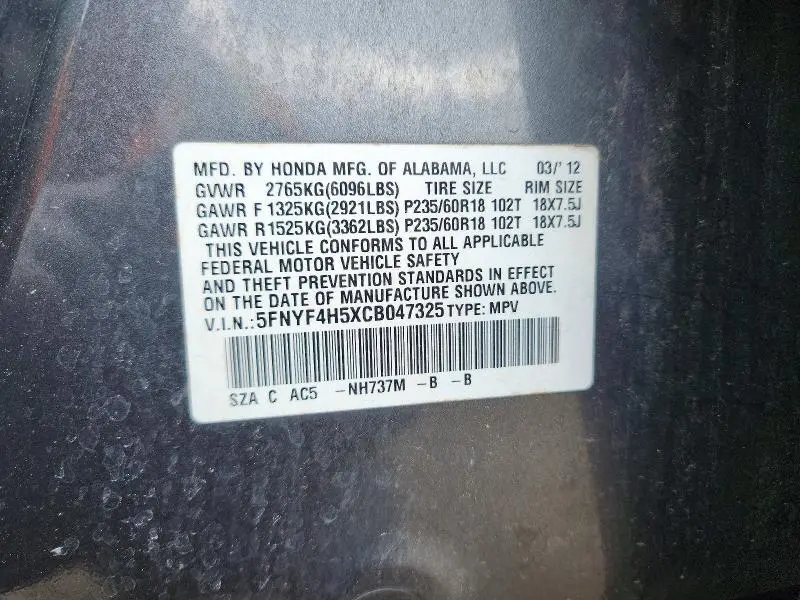 MFD. BY HONDA MFG. OF ALABAMA, LLC 03/'12
GVWR 2765KG(6096LBS) TIRE SIZE RIM SIZE
GAWR F 1325KG(2921LBS) P235/60R18 102T 18X7.5J
GAWR R1525KG(3362LBS) P235/60R18 102T 18X7.5J
THIS VEHICLE CONFORMS TO ALL APPLICABLE
FEDERAL MOTOR VEHICLE SAFETY
AND THEFT PREVENTION STANDARDS IN EFFECT
ON THE DATE OF MANUFACTURE SHOWN ABOVE.
V.I.N.:5FNYF4H5XCB047325 TYPE: MPV
SZA C AC5 -NH737M -B -B